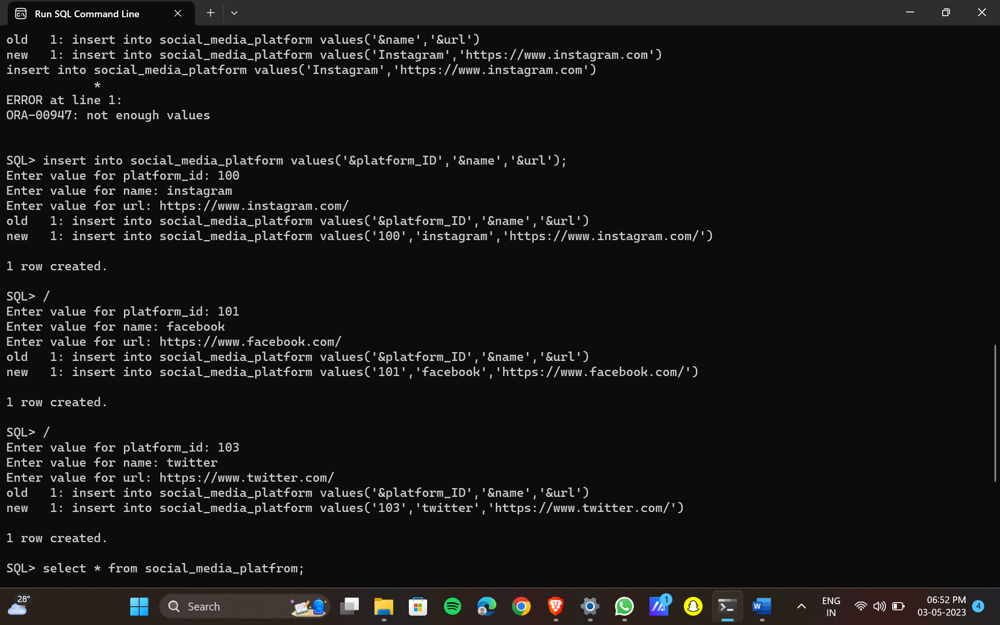 Run SQL Command Line
old   1: insert into social_media_platform values('&name','&url')
new   1: insert into social_media_platform values('Instagram','https://www.instagram.com')
insert into social_media_platform values('Instagram','https://www.instagram.com')
            *
ERROR at line 1:
ORA-00947: not enough values
SQL> insert into social_media_platform values('&platform_ID','&name','&url');
Enter value for platform_id: 100
Enter value for name: instagram
Enter value for url: https://www.instagram.com/
old   1: insert into social_media_platform values('&platform_ID','&name','&url')
new   1: insert into social_media_platform values('100','instagram','https://www.instagram.com/')
1 row created.
SQL> /
Enter value for platform_id: 101
Enter value for name: facebook
Enter value for url: https://www.facebook.com/
old   1: insert into social_media_platform values('&platform_ID','&name','&url')
new   1: insert into social_media_platform values('101','facebook','https://www.facebook.com/')
1 row created.
SQL> /
Enter value for platform_id: 103
Enter value for name: twitter
Enter value for url: https://www.twitter.com/
old   1: insert into social_media_platform values('&platform_ID','&name','&url')
new   1: insert into social_media_platform values('103','twitter','https://www.twitter.com/')
1 row created.
SQL> select * from social_media_platfrom;
28°
Search
1
ENG
IN
06:52 PM
03-05-2023
4